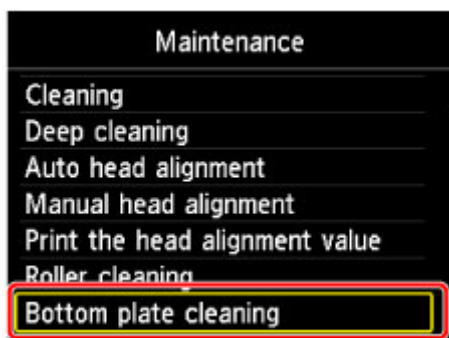 Maintenance
Cleaning
Deep cleaning
Auto head alignment
Manual head alignment
Print the head alignment value
Roller cleaning
Bottom plate cleaning